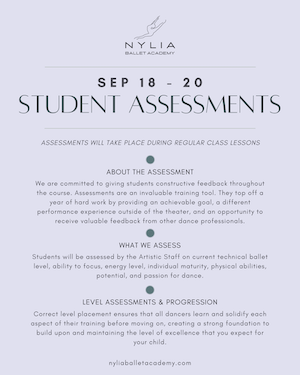 NYLIA
BALLET ACADEMY
SEP 18 - 20
STUDENT ASSESSMENTS
ASSESSMENTS WILL TAKE PLACE DURING REGULAR CLASS LESSONS
ABOUT THE ASSESSMENT
We are committed to giving students constructive feedback throughout
the course. Assessments are an invaluable training tool. They top off a
year of hard work by providing an achievable goal, a different
performance experience outside of the theater, and an opportunity to
receive valuable feedback from other dance professionals.
WHAT WE ASSESS
Students will be assessed by the Artistic Staff on current technical ballet
level, ability to focus, energy level, individual maturity, physical abilities,
potential, and passion for dance.
LEVEL ASSESSMENTS & PROGRESSION
Correct level placement ensures that all dancers learn and solidify each
aspect of their training before moving on, creating a strong foundation to
build upon and maintaining the level of excellence that you expect for
your child.
nyliaballetacademy.com